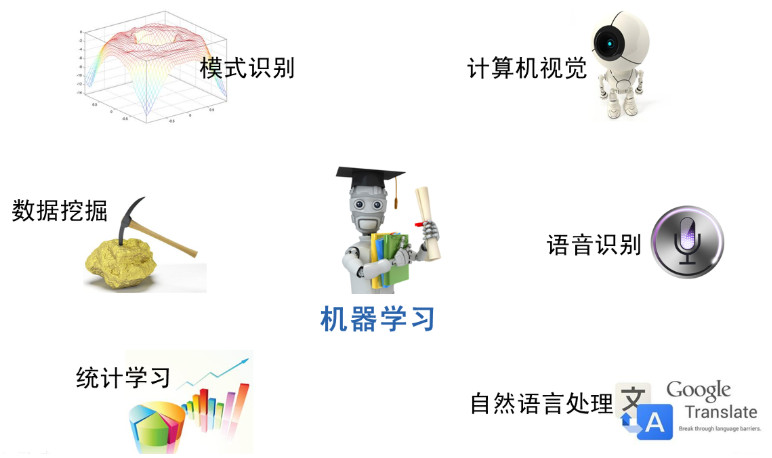 模式识别
计算机视觉
数据挖掘
语音识别
机器学习
统计学习
自然语言处理
文
A
Google
Translate
Break through language barriers.